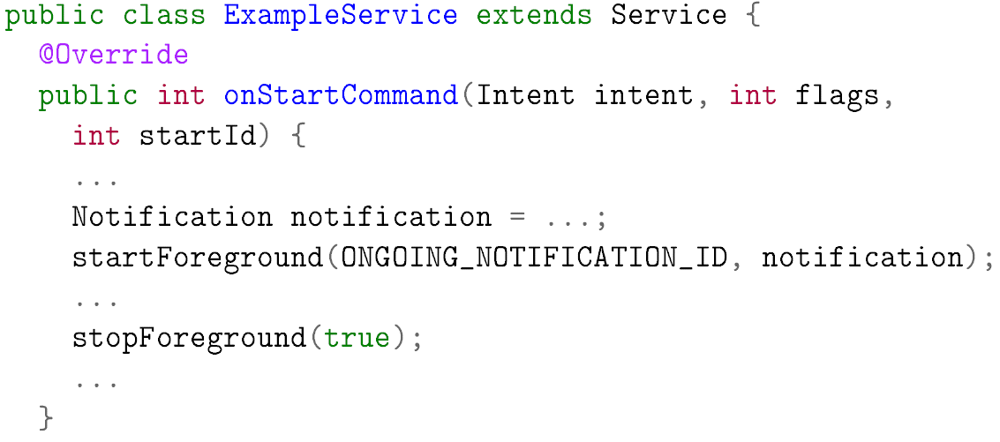 public class ExampleService extends Service {
  @Override
  public int onStartCommand(Intent intent, int flags,
    int startId) {
    ...
    Notification notification = ...;
    startForeground(ONGOING_NOTIFICATION_ID, notification);
    ...
    stopForeground(true);
    ...
  }